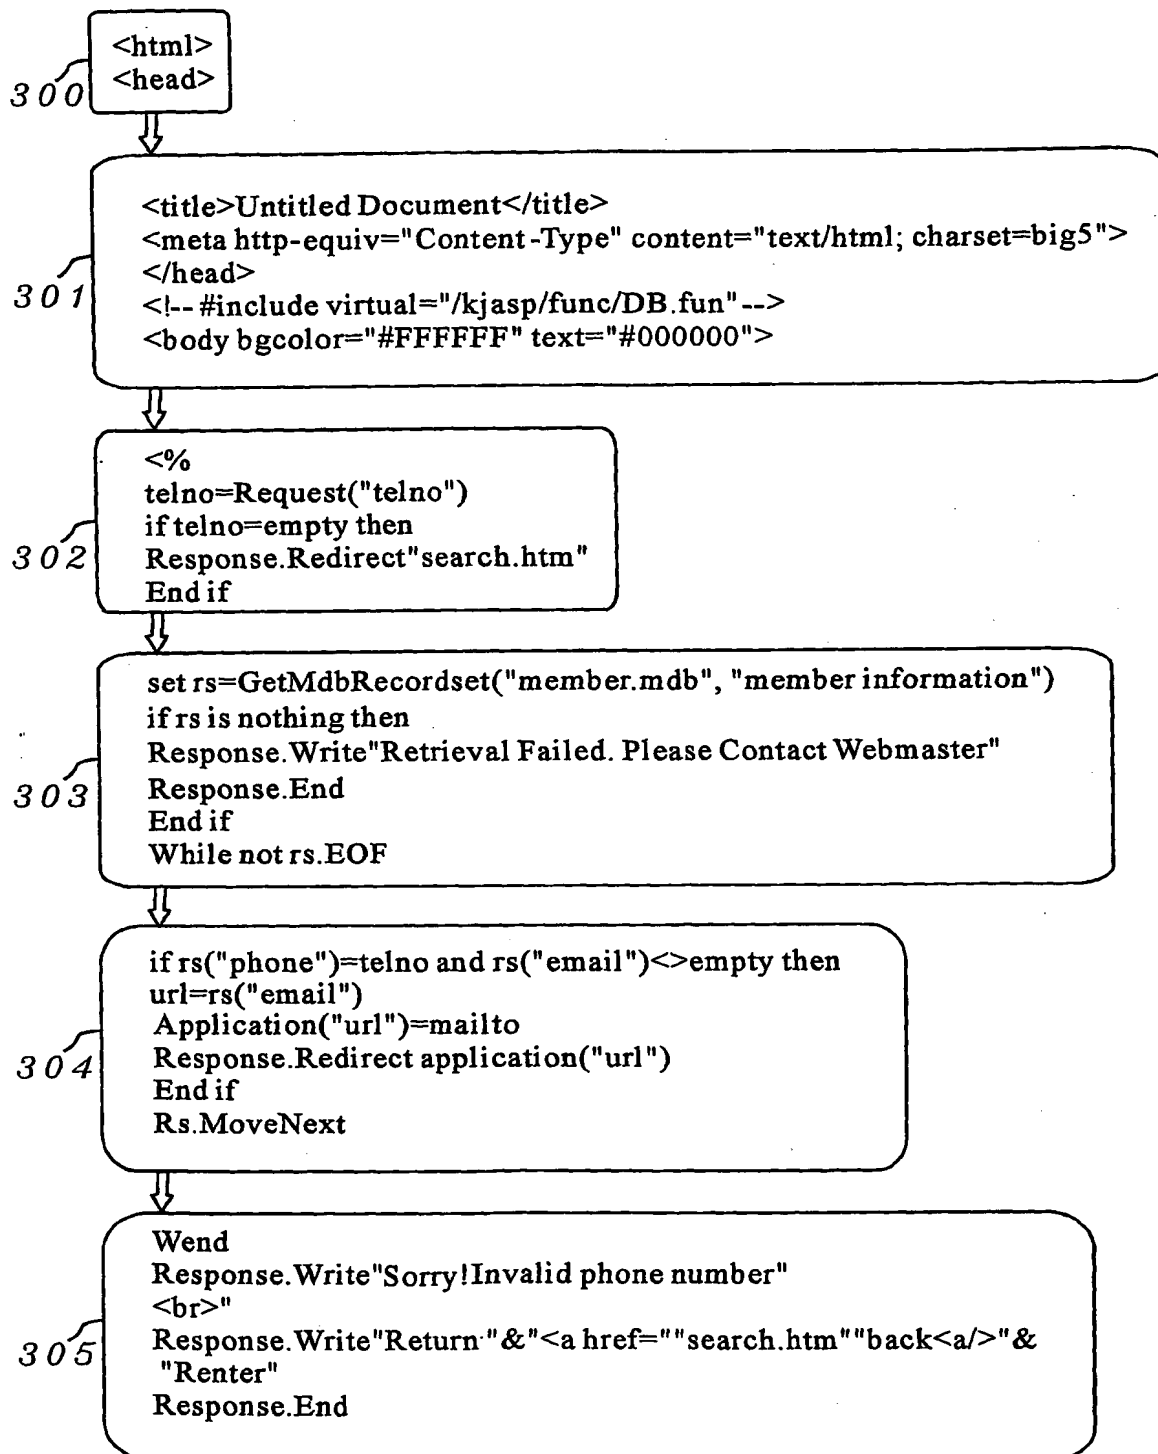 <html>
<head>
300
<title>Untitled Document</title>
<meta http-equiv="Content-Type" content="text/html; charset=big5">
</head>
301
<!-- #include virtual="/kjasp/func/DB.fun" -->
<body bgcolor="#FFFFFF" text="#000000">
<%
telno=Request("telno")
if telno=empty then
302
Response.Redirect"search.htm"
End if
set rs=GetMdbRecordset("member.mdb", "member information")
if rs is nothing then
Response.Write"Retrieval Failed. Please Contact Webmaster"
303
Response.End
End if
While not rs.EOF
if rs("phone")=telno and rs("email")<>empty then
url=rs("email")
Application("url")=mailto
304
Response.Redirect application("url")
End if
Rs.MoveNext
Wend
Response.Write"Sorry!Invalid phone number"
<br>"
305
Response.Write"Return "&"<a href=""search.htm""back<a/>"&
"Renter"
Response.End